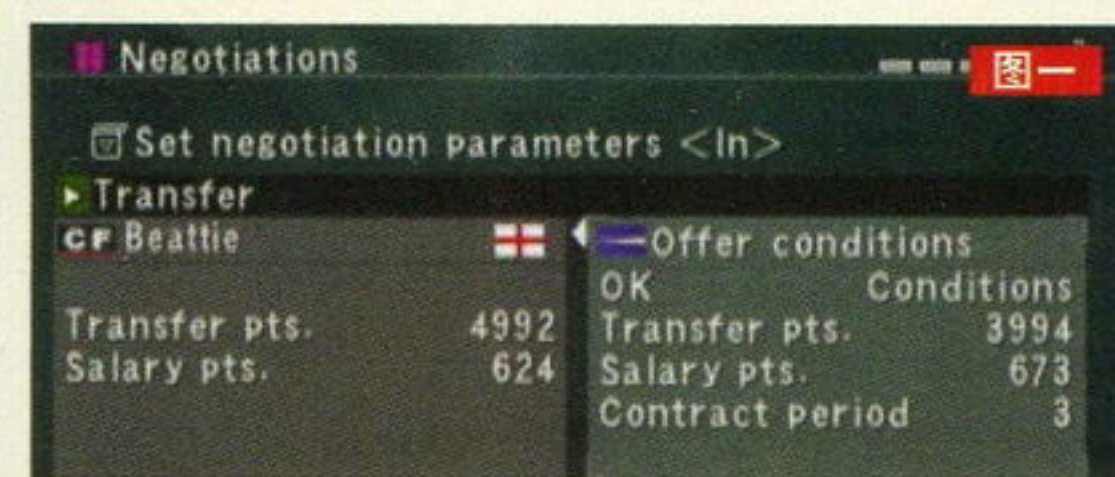 Negotiations
图一
Set negotiation parameters <In>
Transfer
CF Beattie
Transfer pts. 4992
Salary pts. 624
Offer conditions
OK Conditions
Transfer pts. 3994
Salary pts. 673
Contract period 3